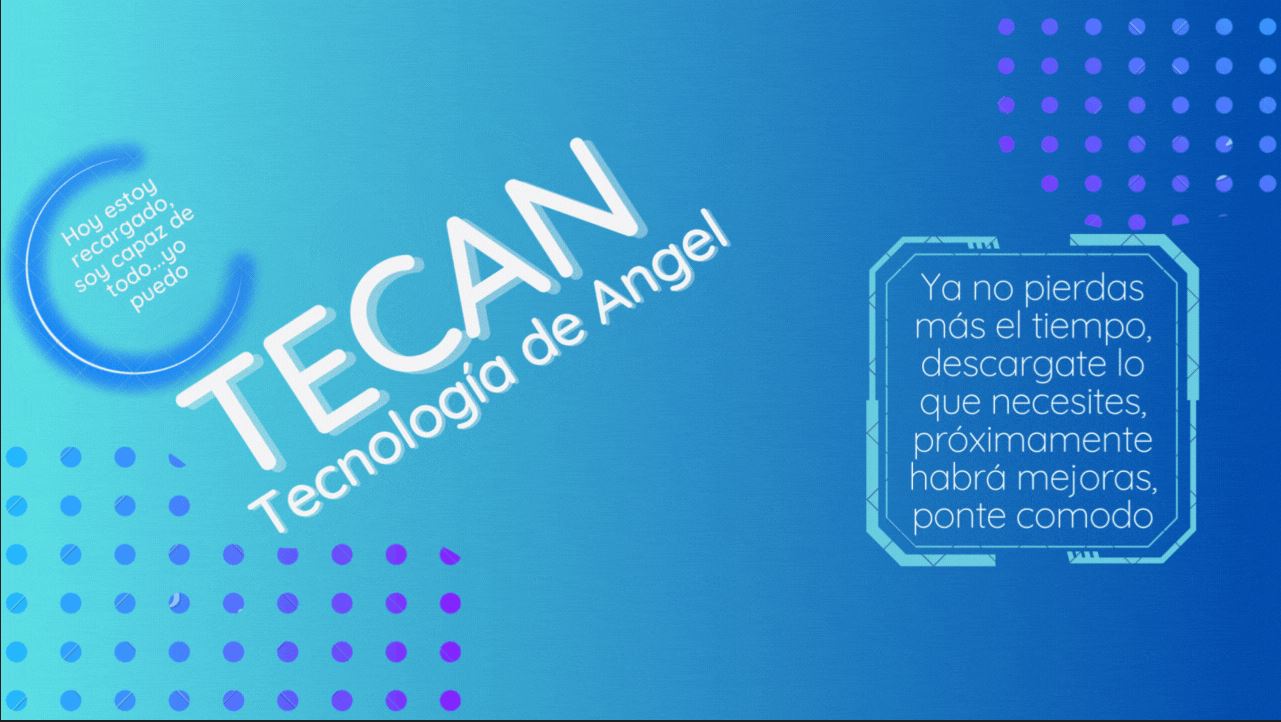 Hoy estoy
recargado,
soy capaz de
todo...yo
puedo
TECAN
Tecnología de Angel
Ya no pierdas
más el tiempo,
descargate lo
que necesites,
próximamente
habrá mejoras,
ponte comodo